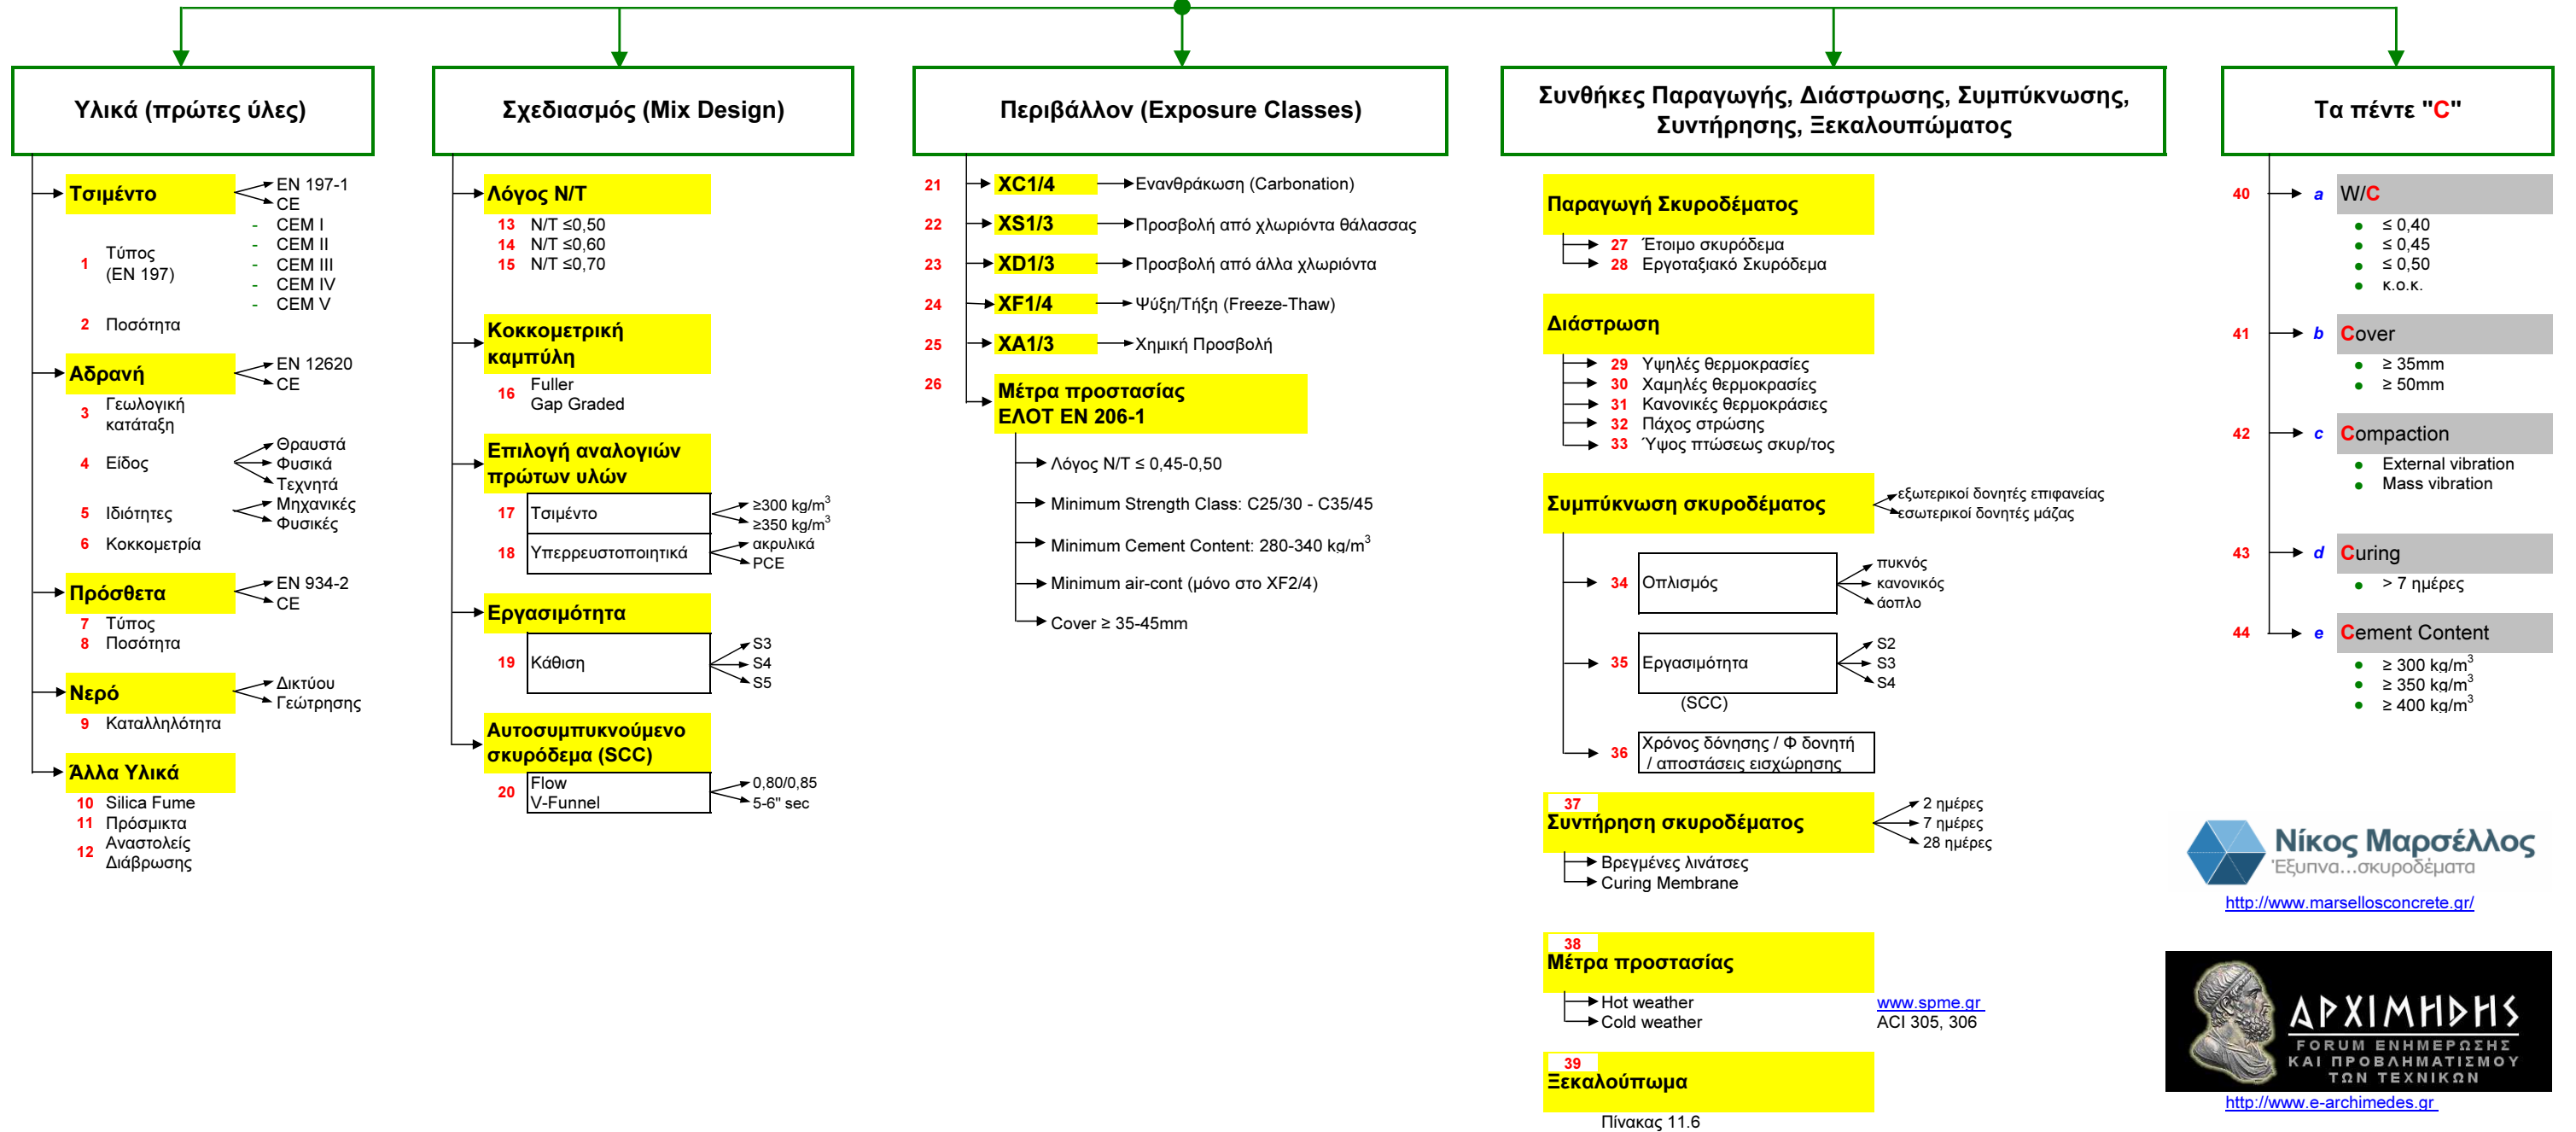 Υλικά (πρώτες ύλες)
Τσιμέντο
EN 197-1
CE
- CEM I
- CEM II
- CEM III
- CEM IV
- CEM V
1 Τύπος
(EN 197)
2 Ποσότητα
Αδρανή
EN 12620
CE
3 Γεωλογική
κατάταξη
4 Είδος
Θραυστά
Φυσικά
Τεχνητά
5 Ιδιότητες
Μηχανικές
Φυσικές
6 Κοκκομετρία
Πρόσθετα
EN 934-2
CE
7 Τύπος
8 Ποσότητα
Νερό
Δικτύου
Γεώτρησης
9 Καταλληλότητα
Άλλα Υλικά
10 Silica Fume
11 Πρόσμικτα
12 Αναστολείς
Διάβρωσης
Σχεδιασμός (Mix Design)
Λόγος Ν/Τ
13 Ν/Τ ≤0,50
14 Ν/Τ ≤0,60
15 Ν/Τ ≤0,70
Κοκκομετρική
καμπύλη
16 Fuller
Gap Graded
Επιλογή αναλογιών
πρώτων υλών
17 Τσιμέντο
≥300 kg/m³
≥350 kg/m³
18 Υπερρευστοποιητικά
ακρυλικά
PCE
Εργασιμότητα
19 Κάθιση
S3
S4
S5
Αυτοσυμπυκνούμενο
σκυρόδεμα (SCC)
20 Flow
V-Funnel
0,80/0,85
5-6" sec
Περιβάλλον (Exposure Classes)
21 XC1/4 Ενανθράκωση (Carbonation)
22 XS1/3 Προσβολή από χλωριόντα θάλασσας
23 XD1/3 Προσβολή από άλλα χλωριόντα
24 XF1/4 Ψύξη/Τήξη (Freeze-Thaw)
25 XA1/3 Χημική Προσβολή
26 Μέτρα προστασίας
ΕΛΟΤ ΕΝ 206-1
Λόγος Ν/Τ ≤ 0,45-0,50
Minimum Strength Class: C25/30 - C35/45
Minimum Cement Content: 280-340 kg/m³
Minimum air-cont (μόνο στο XF2/4)
Cover ≥ 35-45mm
Συνθήκες Παραγωγής, Διάστρωσης, Συμπύκνωσης,
Συντήρησης, Ξεκαλουπώματος
Παραγωγή Σκυροδέματος
27 Έτοιμο σκυρόδεμα
28 Εργοταξιακό Σκυρόδεμα
Διάστρωση
29 Υψηλές θερμοκρασίες
30 Χαμηλές θερμοκρασίες
31 Κανονικές θερμοκράσιες
32 Πάχος στρώσης
33 Ύψος πτώσεως σκυρ/τος
Συμπύκνωση σκυροδέματος
εξωτερικοί δονητές επιφανείας
εσωτερικοί δονητές μάζας
34 Οπλισμός
πυκνός
κανονικός
άοπλο
35 Εργασιμότητα
S2
S3
S4
(SCC)
36 Χρόνος δόνησης / Φ δονητή
/ αποστάσεις εισχώρησης
37
Συντήρηση σκυροδέματος
2 ημέρες
7 ημέρες
28 ημέρες
Βρεγμένες λινάτσες
Curing Membrane
38
Μέτρα προστασίας
Hot weather www.spme.gr
Cold weather ACI 305, 306
39
Ξεκαλούπωμα
Πίνακας 11.6
Τα πέντε "C"
40 a W/C
● ≤ 0,40
● ≤ 0,45
● ≤ 0,50
● κ.ο.κ.
41 b Cover
● ≥ 35mm
● ≥ 50mm
42 c Compaction
● External vibration
● Mass vibration
43 d Curing
● > 7 ημέρες
44 e Cement Content
● ≥ 300 kg/m³
● ≥ 350 kg/m³
● ≥ 400 kg/m³
Νίκος Μαρσέλλος
Έξυπνα...σκυροδέματα
http://www.marsellosconcrete.gr/
ΑΡΧΙΜΗΔΗΣ
FORUM ΕΝΗΜΕΡΩΣΗΣ
ΚΑΙ ΠΡΟΒΛΗΜΑΤΙΣΜΟΥ
ΤΩΝ ΤΕΧΝΙΚΩΝ
http://www.e-archimedes.gr